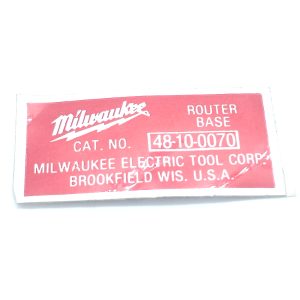 Milwaukee
ROUTER
BASE
CAT. NO. 48-10-0070
MILWAUKEE ELECTRIC TOOL CORP.
BROOKFIELD WIS. U.S.A.